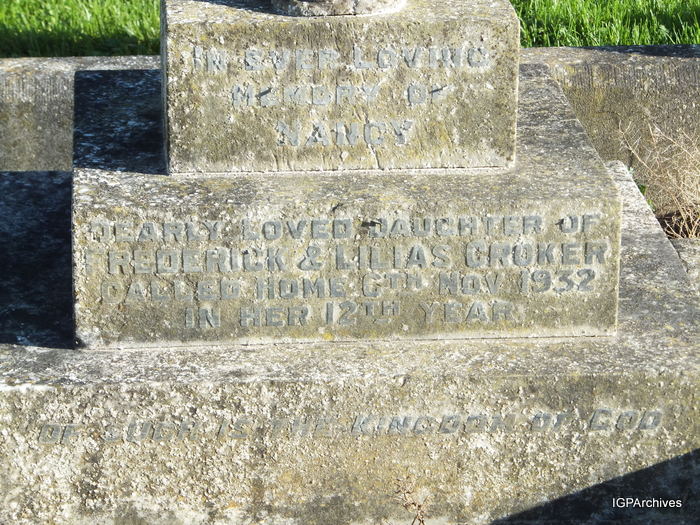 IN EVER LOVING
MEMORY OF
NANCY
DEARLY LOVED DAUGHTER OF
FREDERICK & LILIAS CROKER
CALLED HOME 6TH NOV 1932
IN HER 12TH YEAR.
"OF SUCH IS THE KINGDOM OF GOD"
IGPArchives